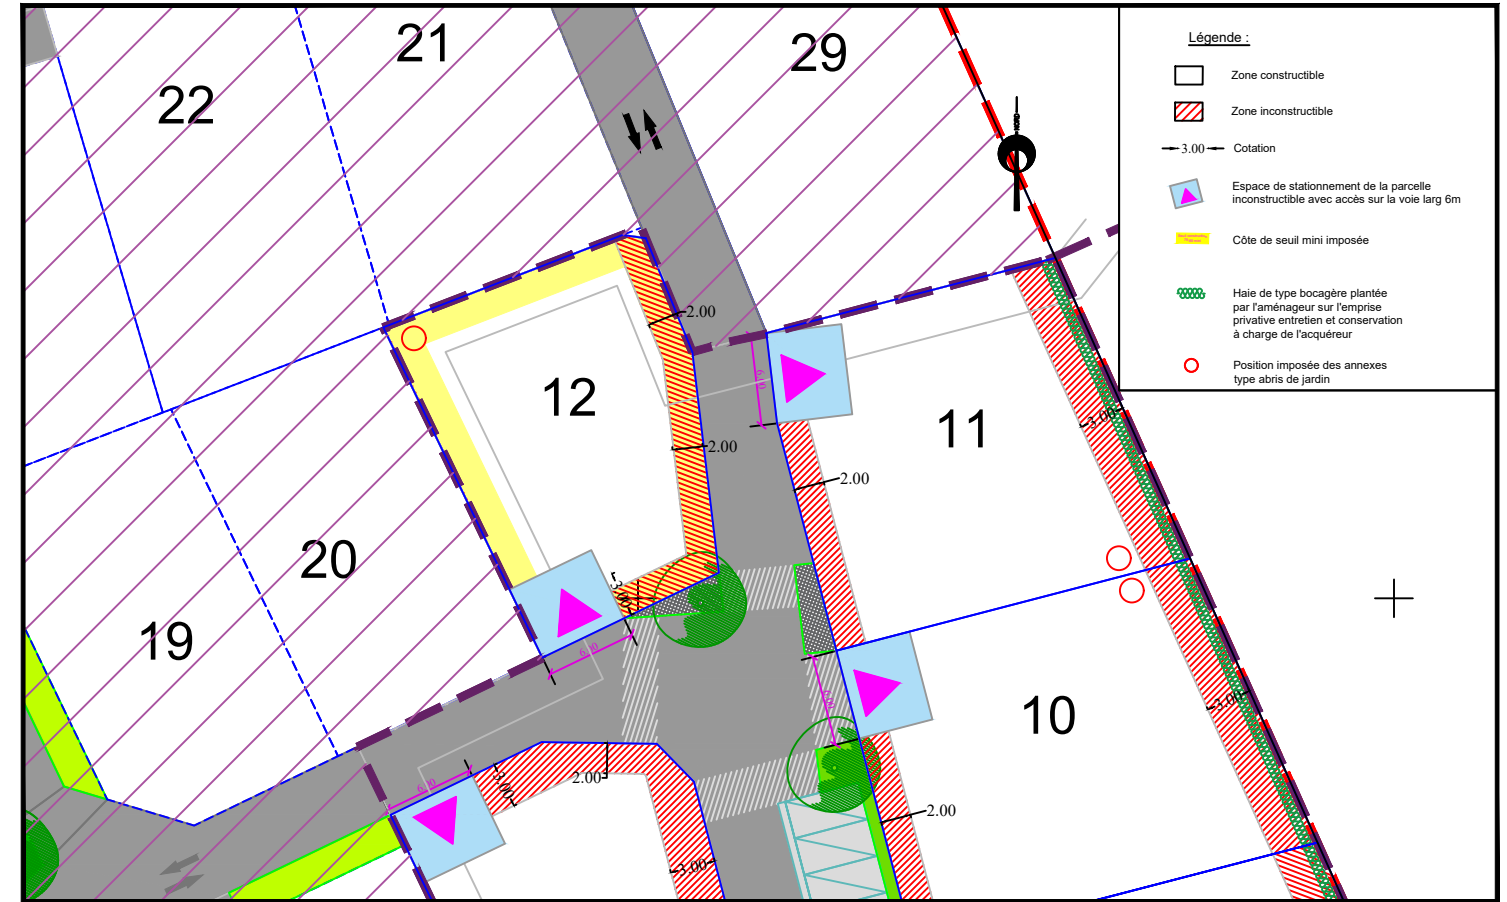 21
29
22
Légende :
Zone constructible
Zone inconstructible
3.00 Cotation
Espace de stationnement de la parcelle
inconstructible avec accès sur la voie larg 6m
Côte de seuil mini imposée
Haie de type bocagère plantée
par l'aménageur sur l'emprise
privative entretien et conservation
à charge de l'acquéreur
Position imposée des annexes
type abris de jardin
NORD
2.00
6.00
12
11
3.00
2.00
2.00
20
3.00
19
6.00
6.00
10
3.00
2.00
3.00
6.00
2.00
3.00